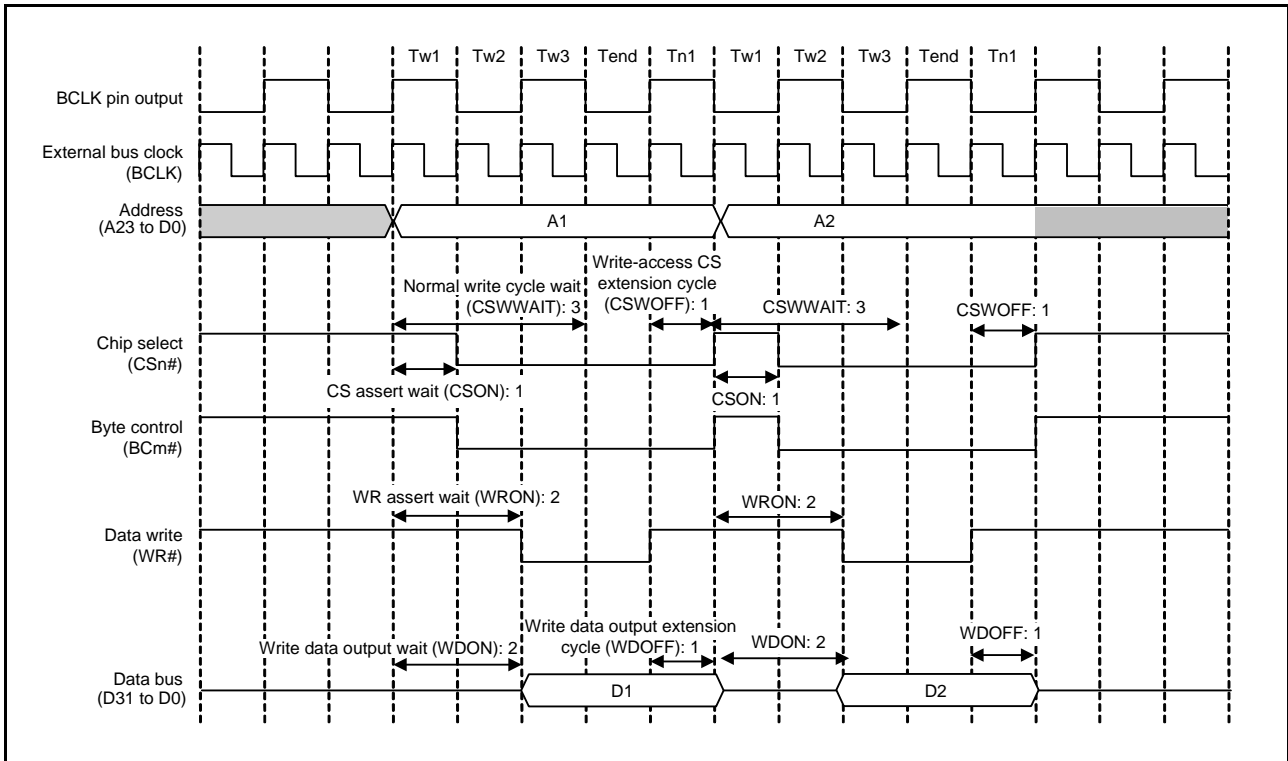 Tw1 Tw2 Tw3 Tend Tn1 Tw1 Tw2 Tw3 Tend Tn1
BCLK pin output
External bus clock
(BCLK)
Address
(A23 to D0)
A1 A2
Normal write cycle wait
(CSWWAIT): 3
Write-access CS
extension cycle
(CSWOFF): 1
CSWWAIT: 3
CSWOFF: 1
Chip select
(CSn#)
CS assert wait (CSON): 1
CSON: 1
Byte control
(BCm#)
WR assert wait (WRON): 2
WRON: 2
Data write
(WR#)
Write data output wait (WDON): 2
Write data output extension
cycle (WDOFF): 1
WDON: 2
WDOFF: 1
Data bus
(D31 to D0)
D1 D2